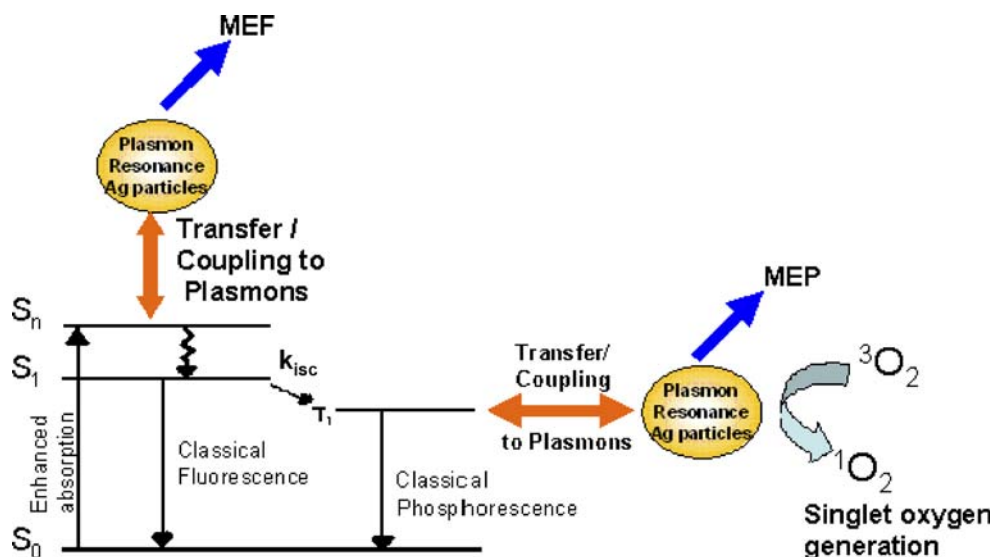 MEF
Plasmon
Resonance
Ag particles
Transfer /
Coupling to
Plasmons
Sn
S1
kisc
T1
Enhanced
absorption
Classical
Fluorescence
Classical
Phosphorescence
S0
Transfer/
Coupling
to Plasmons
MEP
Plasmon
Resonance
Ag particles
3O2
1O2
Singlet oxygen
generation